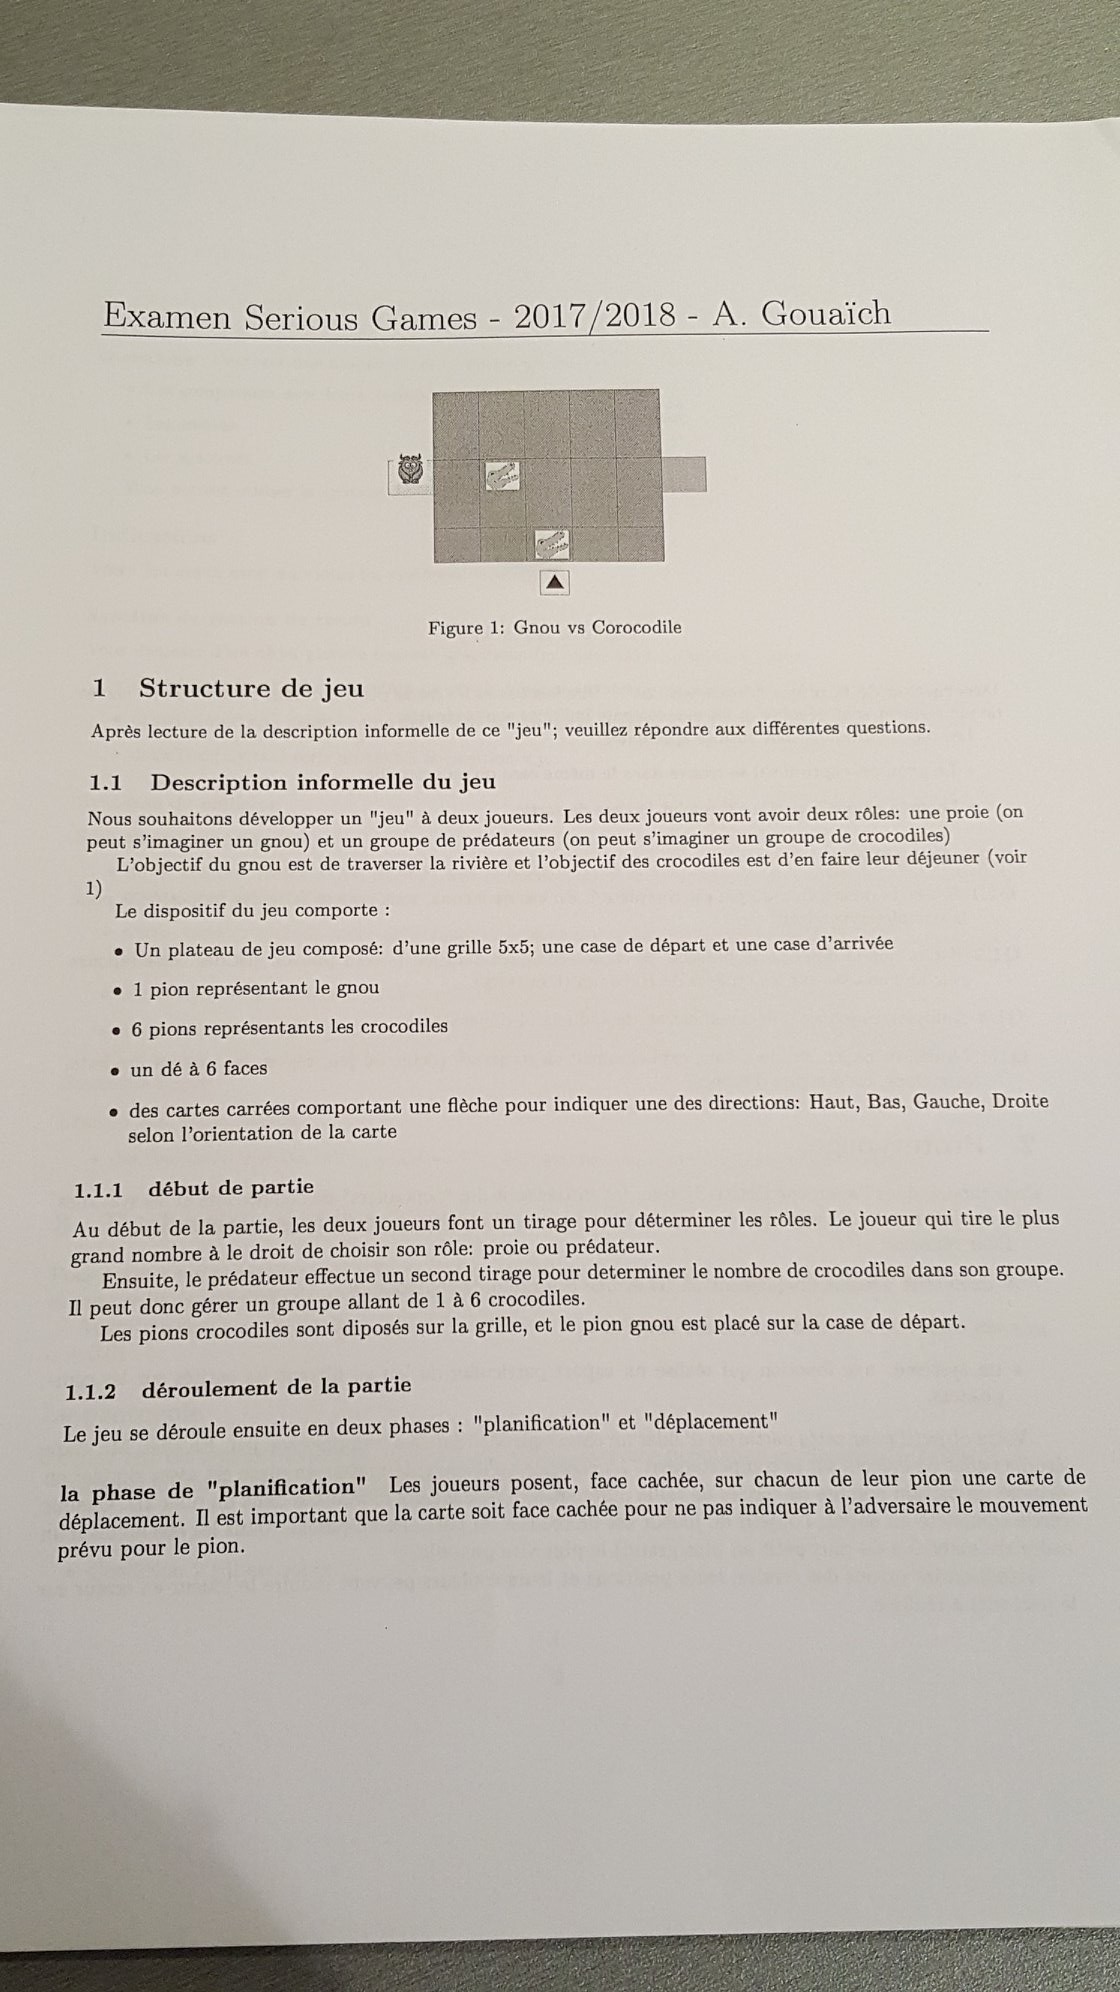 Examen Serious Games - 2017/2018 - A. Gouaïch
Figure 1: Gnou vs Corocodile
1 Structure de jeu
Après lecture de la description informelle de ce "jeu"; veuillez répondre aux différentes questions.
1.1 Description informelle du jeu
Nous souhaitons développer un "jeu" à deux joueurs. Les deux joueurs vont avoir deux rôles: une proie (on
peut s'imaginer un gnou) et un groupe de prédateurs (on peut s'imaginer un groupe de crocodiles)
L'objectif du gnou est de traverser la rivière et l'objectif des crocodiles est d'en faire leur déjeuner (voir
1)
Le dispositif du jeu comporte :
• Un plateau de jeu composé: d'une grille 5x5; une case de départ et une case d'arrivée
• 1 pion représentant le gnou
• 6 pions représentants les crocodiles
• un dé à 6 faces
• des cartes carrées comportant une flèche pour indiquer une des directions: Haut, Bas, Gauche, Droite
selon l'orientation de la carte
1.1.1 début de partie
Au début de la partie, les deux joueurs font un tirage pour déterminer les rôles. Le joueur qui tire le plus
grand nombre à le droit de choisir son rôle: proie ou prédateur.
Ensuite, le prédateur effectue un second tirage pour determiner le nombre de crocodiles dans son groupe.
Il peut donc gérer un groupe allant de 1 à 6 crocodiles.
Les pions crocodiles sont diposés sur la grille, et le pion gnou est placé sur la case de départ.
1.1.2 déroulement de la partie
Le jeu se déroule ensuite en deux phases : "planification" et "déplacement"
la phase de "planification" Les joueurs posent, face cachée, sur chacun de leur pion une carte de
déplacement. Il est important que la carte soit face cachée pour ne pas indiquer à l'adversaire le mouvement
prévu pour le pion.